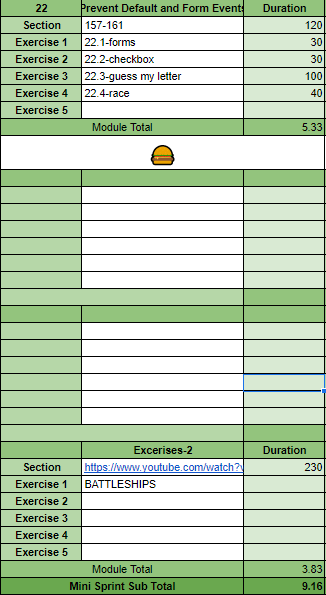 22 Prevent Default and Form Events Duration
Section 157-161 120
Exercise 1 22.1-forms 30
Exercise 2 22.2-checkbox 30
Exercise 3 22.3-guess my letter 100
Exercise 4 22.4-race 40
Exercise 5
Module Total 5.33
Excerises-2 Duration
Section https://www.youtube.com/watch?v 230
Exercise 1 BATTLESHIPS
Exercise 2
Exercise 3
Exercise 4
Exercise 5
Module Total 3.83
Mini Sprint Sub Total 9.16